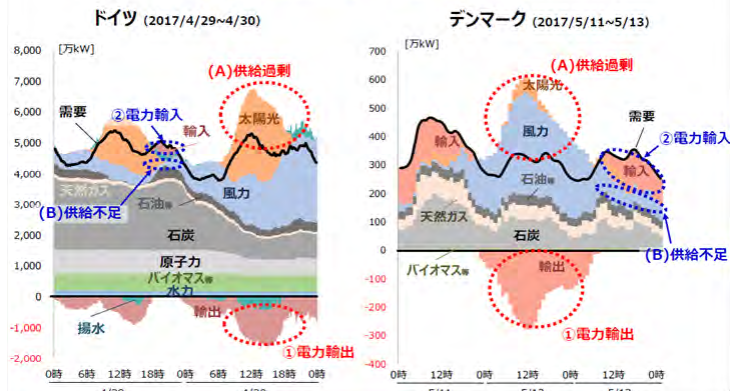 ドイツ (2017/4/29~4/30)
[万kW]
8,000
7,000
6,000
5,000
4,000
3,000
2,000
1,000
0
-1,000
-2,000
(A)供給過剰
太陽光
②電力輸入
需要
輸入
天然ガス
(B)供給不足
石油等
風力
石炭
原子力
バイオマス等
水力
揚水
輸出
①電力輸出
0時 6時 12時 18時 0時 6時 12時 18時 0時
デンマーク (2017/5/11~5/13)
[万kW]
700
600
500
400
300
200
100
0
-100
-200
-300
-400
(A)供給過剰
太陽光
風力
需要
②電力輸入
輸入
輸入
石油等
天然ガス
石炭
(B)供給不足
バイオマス等
輸出
①電力輸出
0時 12時 0時 12時 0時 12時 0時